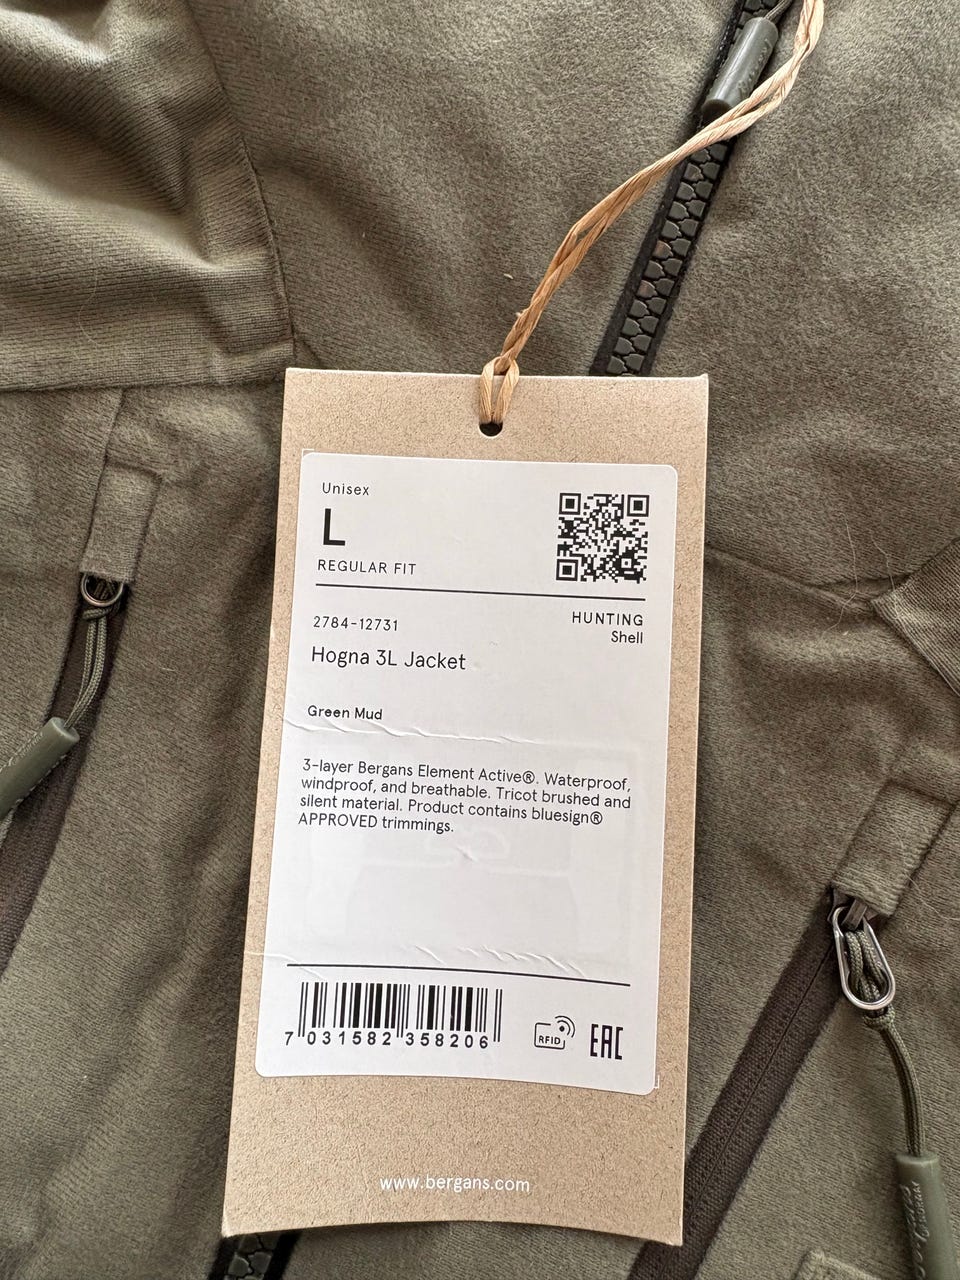 Unisex
L
REGULAR FIT
2784-12731
HUNTING
Shell
Hogna 3L Jacket
Green Mud
3-layer Bergans Element Active®. Waterproof,
windproof, and breathable. Tricot brushed and
silent material. Product contains bluesign®
APPROVED trimmings.
7 031582 358206
RFID
EAC
www.bergans.com